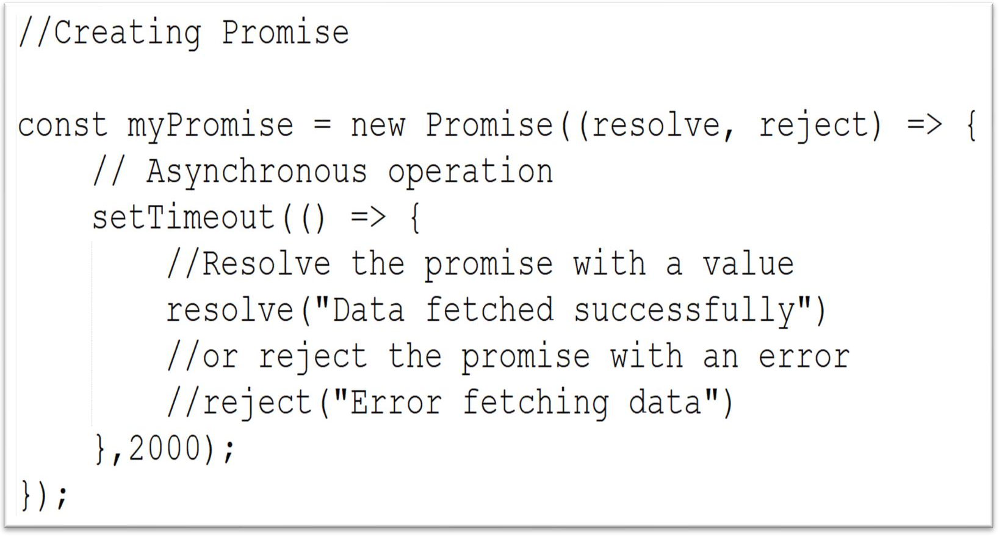 //Creating Promise

const myPromise = new Promise((resolve, reject) => {
    // Asynchronous operation
    setTimeout(() => {
        //Resolve the promise with a value
        resolve("Data fetched successfully")
        //or reject the promise with an error
        //reject("Error fetching data")
    },2000);
});